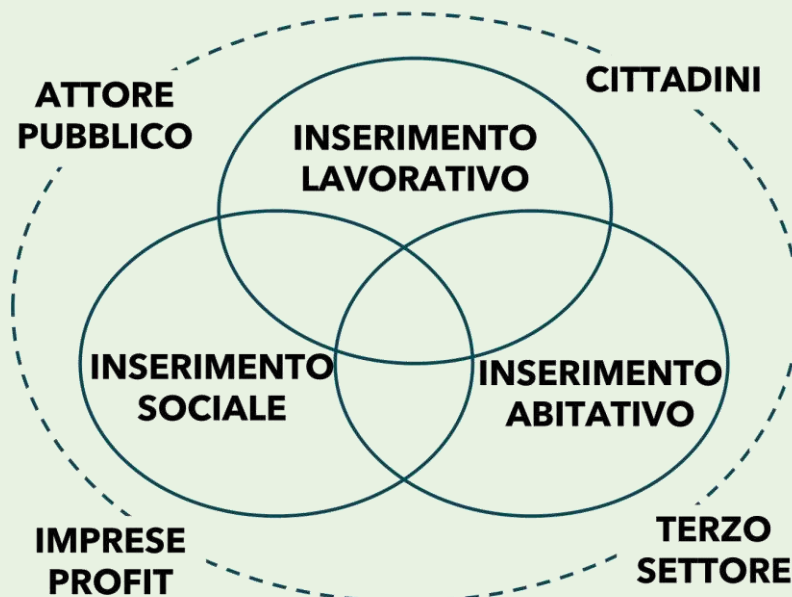 ATTORE
PUBBLICO
CITTADINI
INSERIMENTO
LAVORATIVO
INSERIMENTO
SOCIALE
INSERIMENTO
ABITATIVO
IMPRESE
PROFIT
TERZO
SETTORE